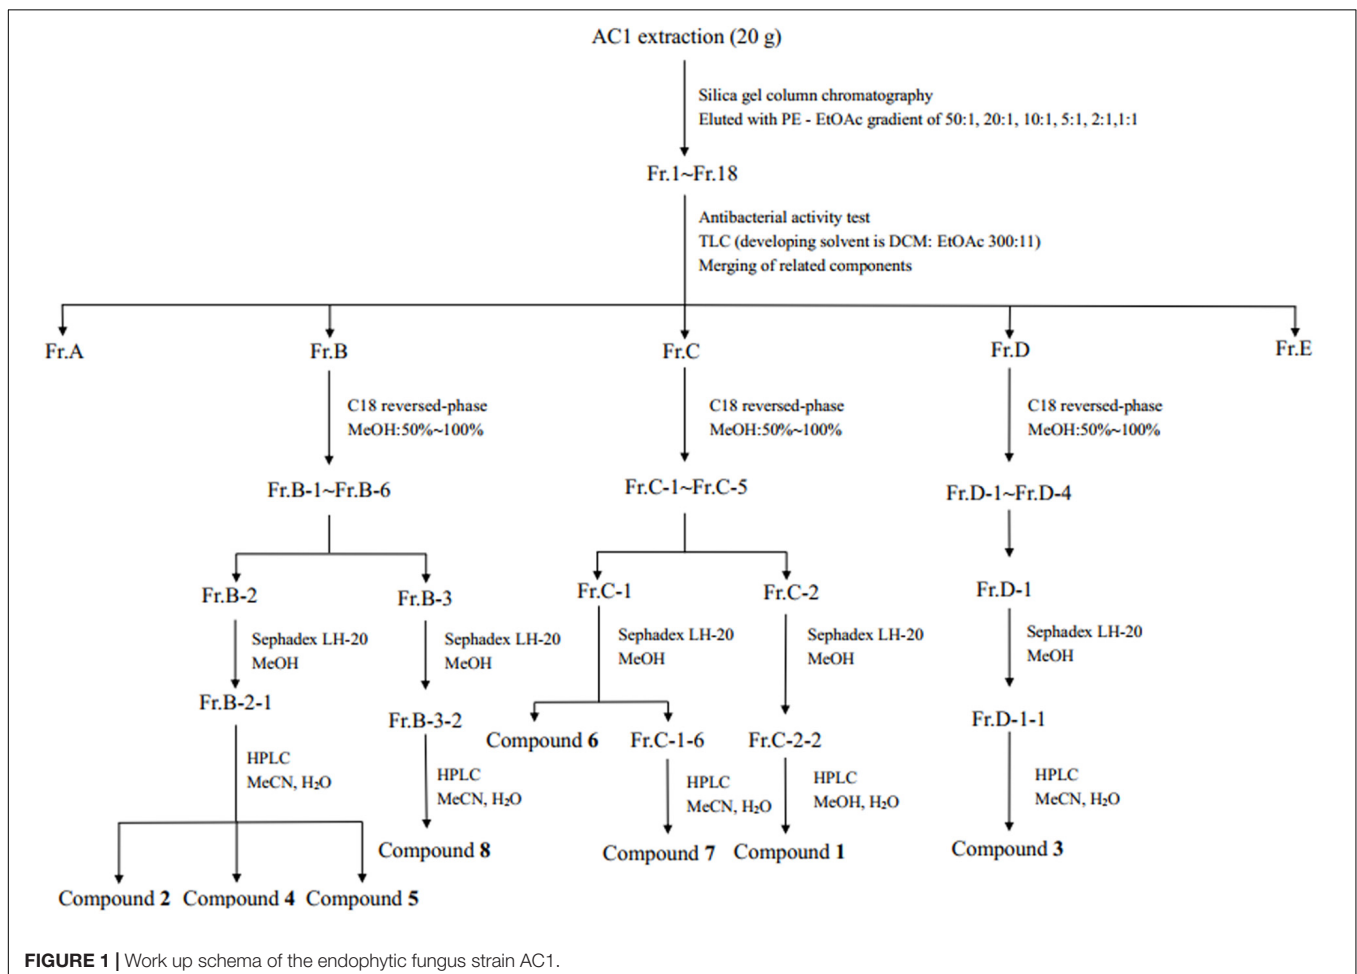 AC1 extraction (20 g)
Silica gel column chromatography
Eluted with PE - EtOAc gradient of 50:1, 20:1, 10:1, 5:1, 2:1,1:1
Fr.1~Fr.18
Antibacterial activity test
TLC (developing solvent is DCM: EtOAc 300:11)
Merging of related components
Fr.A
Fr.B
Fr.C
Fr.D
Fr.E
C18 reversed-phase
MeOH:50%~100%
C18 reversed-phase
MeOH:50%~100%
C18 reversed-phase
MeOH:50%~100%
Fr.B-1~Fr.B-6
Fr.C-1~Fr.C-5
Fr.D-1~Fr.D-4
Fr.B-2
Fr.B-3
Fr.C-1
Fr.C-2
Fr.D-1
Sephadex LH-20
MeOH
Sephadex LH-20
MeOH
Sephadex LH-20
MeOH
Sephadex LH-20
MeOH
Sephadex LH-20
MeOH
Fr.B-2-1
Fr.B-3-2
Compound 6
Fr.C-1-6
Fr.C-2-2
Fr.D-1-1
HPLC
MeCN, H₂O
HPLC
MeCN, H₂O
HPLC
MeCN, H₂O
HPLC
MeOH, H₂O
HPLC
MeCN, H₂O
Compound 8
Compound 7
Compound 1
Compound 3
Compound 2
Compound 4
Compound 5
FIGURE 1 | Work up schema of the endophytic fungus strain AC1.